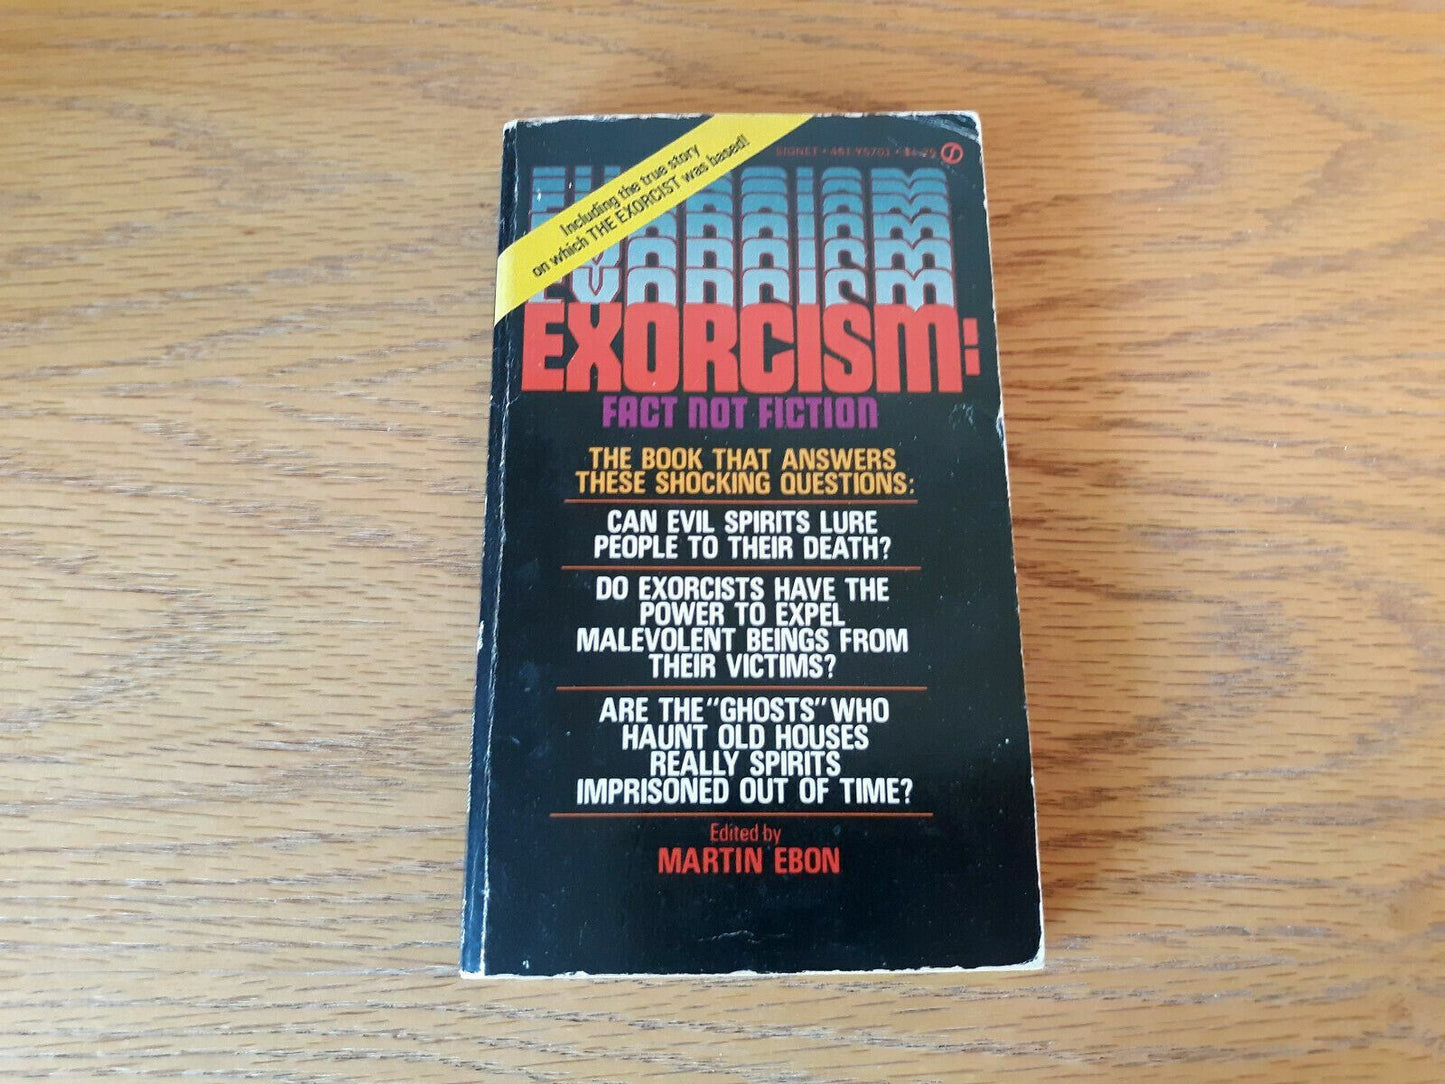 Including the true story
on which THE EXORCIST was based!
SIGNET • 451-Y5701 •
EXORCISM:
FACT NOT FICTION
THE BOOK THAT ANSWERS
THESE SHOCKING QUESTIONS:
CAN EVIL SPIRITS LURE
PEOPLE TO THEIR DEATH?
DO EXORCISTS HAVE THE
POWER TO EXPEL
MALEVOLENT BEINGS FROM
THEIR VICTIMS?
ARE THE "GHOSTS" WHO
HAUNT OLD HOUSES
REALLY SPIRITS
IMPRISONED OUT OF TIME?
Edited by
MARTIN EBON